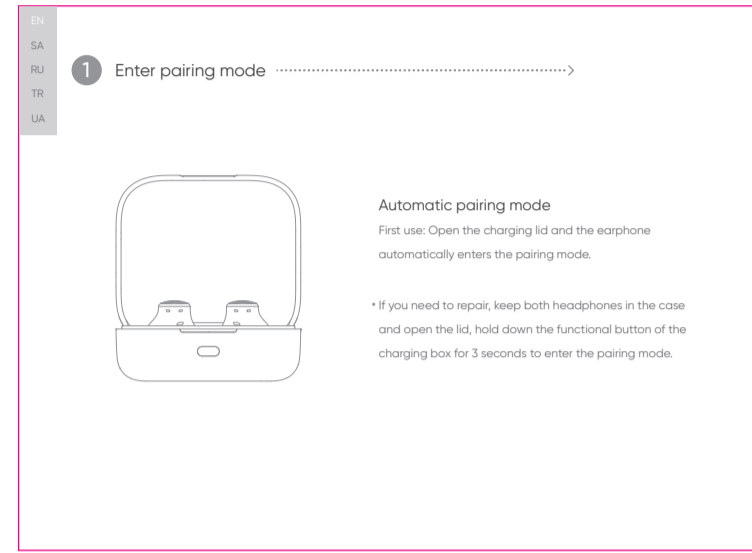 EN
SA
RU
TR
UA
1 Enter pairing mode
Automatic pairing mode
First use: Open the charging lid and the earphone
automatically enters the pairing mode.
* If you need to repair, keep both headphones in the case
and open the lid, hold down the functional button of the
charging box for 3 seconds to enter the pairing mode.